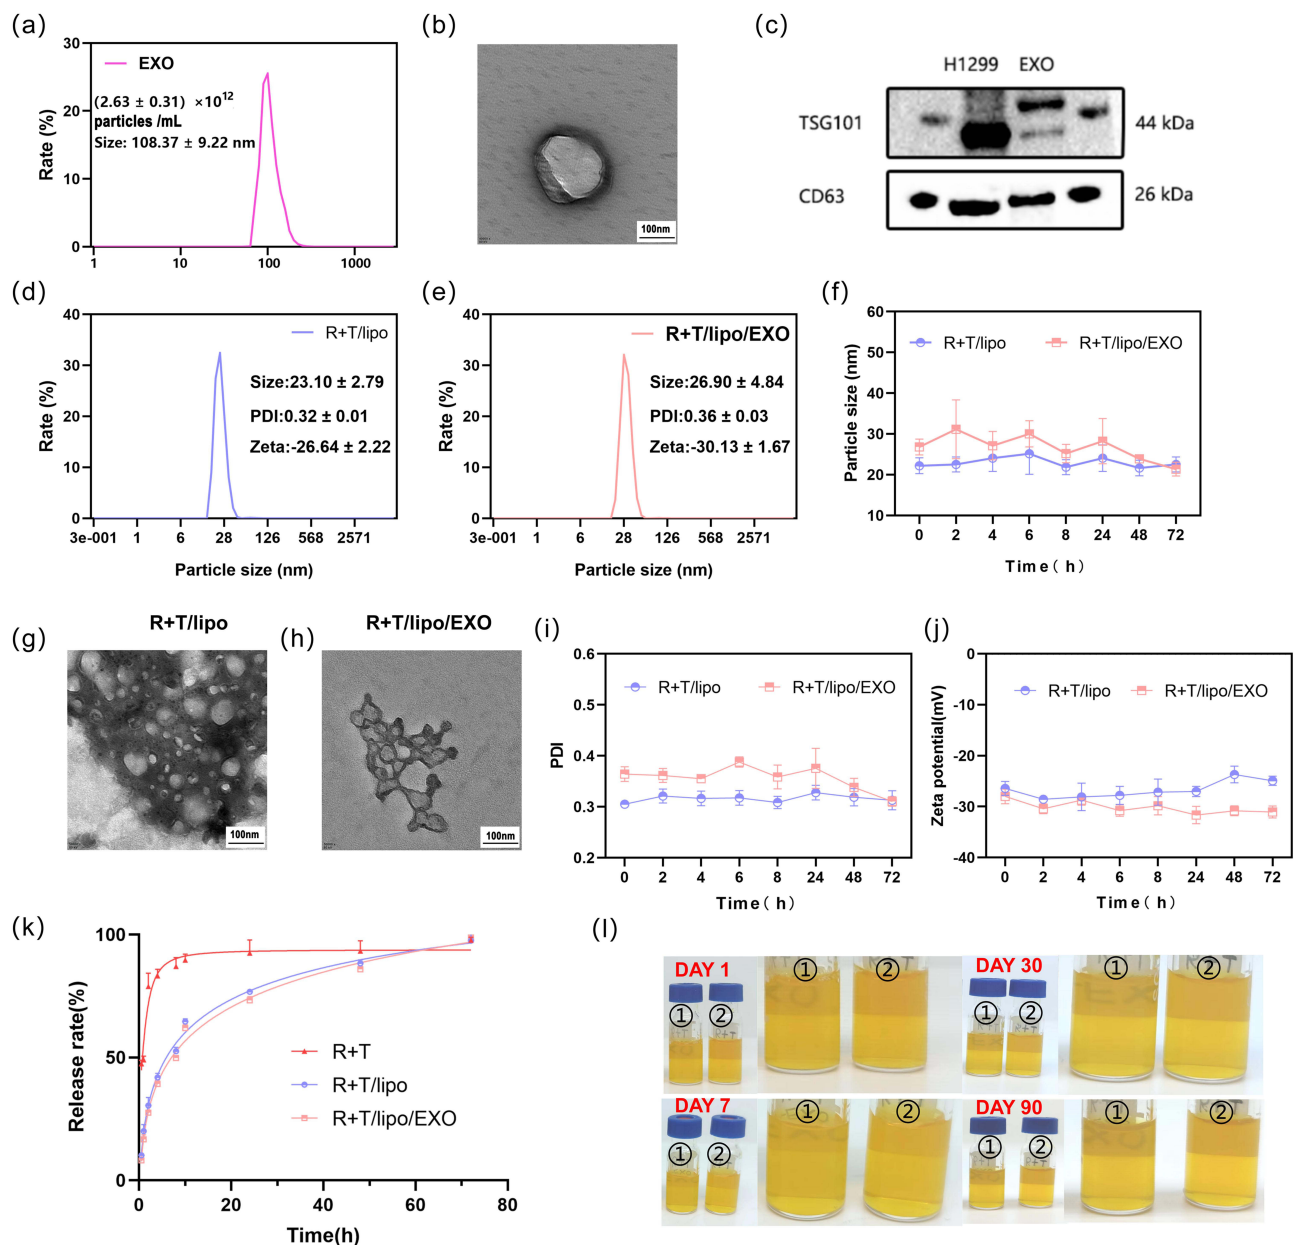 (a)
30
20
10
0
Rate (%)
EXO
(2.63 ± 0.31) ×10¹²
particles /mL
Size: 108.37 ± 9.22 nm
1
10
100
1000
(b)
100nm
(c)
H1299 EXO
TSG101
44 kDa
CD63
26 kDa
(d)
40
30
20
10
0
Rate (%)
R+T/lipo
Size:23.10 ± 2.79
PDI:0.32 ± 0.01
Zeta:-26.64 ± 2.22
3e-001 1 6 28 126 568 2571
Particle size (nm)
(e)
40
30
20
10
0
Rate (%)
R+T/lipo/EXO
Size:26.90 ± 4.84
PDI:0.36 ± 0.03
Zeta:-30.13 ± 1.67
3e-001 1 6 28 126 568 2571
Particle size (nm)
(f)
60
50
40
30
20
10
Particle size (nm)
R+T/lipo
R+T/lipo/EXO
0 2 4 6 8 24 48 72
Time( h)
(g)
R+T/lipo
100nm
(h)
R+T/lipo/EXO
100nm
(i)
0.6
0.5
0.4
0.3
0.2
PDI
R+T/lipo
R+T/lipo/EXO
0 2 4 6 8 24 48 72
Time( h)
(j)
0
-10
-20
-30
-40
Zeta potential(mV)
R+T/lipo
R+T/lipo/EXO
0 2 4 6 8 24 48 72
Time( h)
(k)
100
50
0
Release rate(%)
R+T
R+T/lipo
R+T/lipo/EXO
0 20 40 60 80
Time(h)
(l)
DAY 1
① ②
① ②
DAY 30
① ②
① ②
DAY 7
① ②
① ②
DAY 90
① ②
① ②